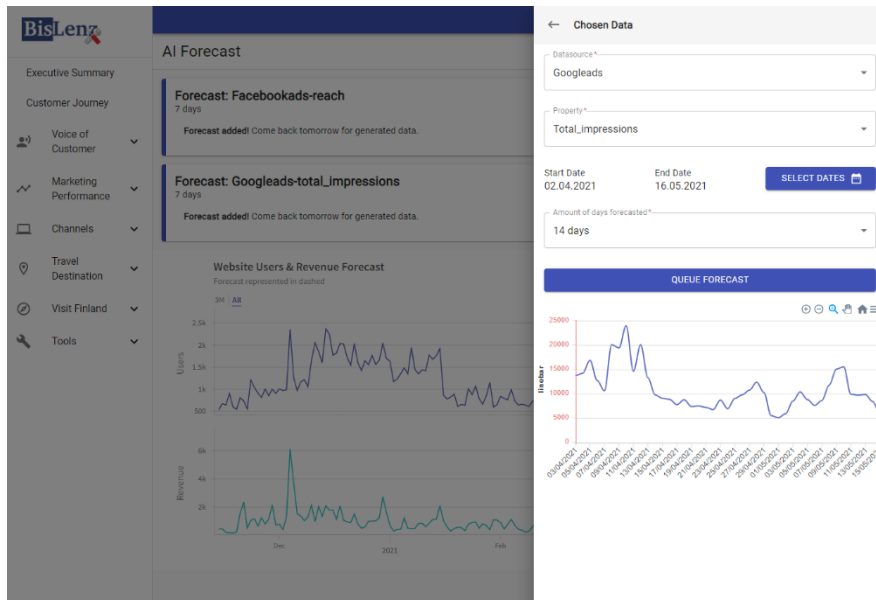 BisLenz
Executive Summary
Customer Journey
Voice of
Customer
Marketing
Performance
Channels
Travel
Destination
Visit Finland
Tools
AI Forecast
Forecast: Facebookads-reach
7 days
Forecast added! Come back tomorrow for generated data.
Forecast: Googleads-total_impressions
7 days
Forecast added! Come back tomorrow for generated data.
Website Users & Revenue Forecast
Forecast represented in dashed
3M All
2.5k
2k
1.5k
1k
500
Users
6k
4k
2k
Revenue
Dec
2021
Feb
Chosen Data
Datasource*
Googleads
Property*
Total_impressions
Start Date
02.04.2021
End Date
16.05.2021
SELECT DATES
Amount of days forecasted*
14 days
QUEUE FORECAST
25000
20000
15000
10000
5000
0
linebar
03/04/2021
05/04/2021
07/04/2021
09/04/2021
11/04/2021
13/04/2021
15/04/2021
17/04/2021
19/04/2021
21/04/2021
23/04/2021
25/04/2021
27/04/2021
29/04/2021
01/05/2021
03/05/2021
05/05/2021
07/05/2021
09/05/2021
11/05/2021
13/05/2021
15/05/202